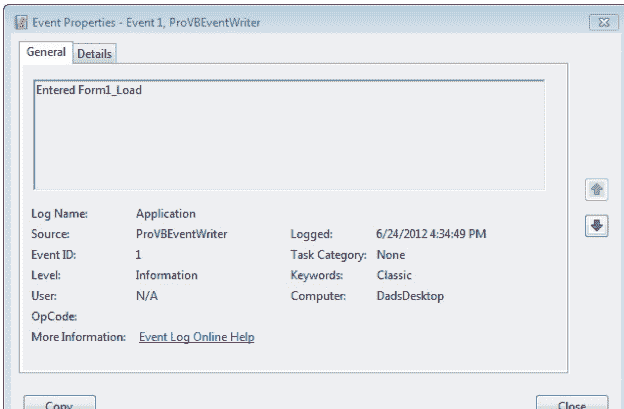 Event Properties - Event 1, ProVBEventWriter
General Details
Entered Form1_Load
Log Name: Application
Source: ProVBEventWriter Logged: 6/24/2012 4:34:49 PM
Event ID: 1 Task Category: None
Level: Information Keywords: Classic
User: N/A Computer: DadsDesktop
OpCode:
More Information: Event Log Online Help
Copy Close